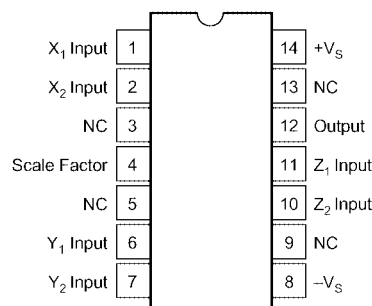 X₁ Input 1 14 +Vₛ
X₂ Input 2 13 NC
NC 3 12 Output
Scale Factor 4 11 Z₁ Input
NC 5 10 Z₂ Input
Y₁ Input 6 9 NC
Y₂ Input 7 8 –Vₛ